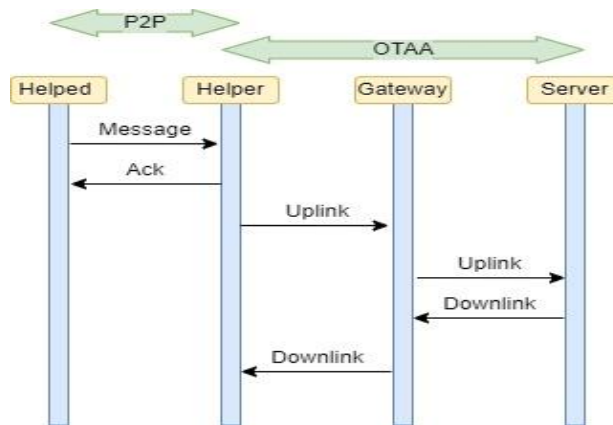 P2P
OTAA
Helped Helper Gateway Server
Message
Ack
Uplink
Uplink
Downlink
Downlink